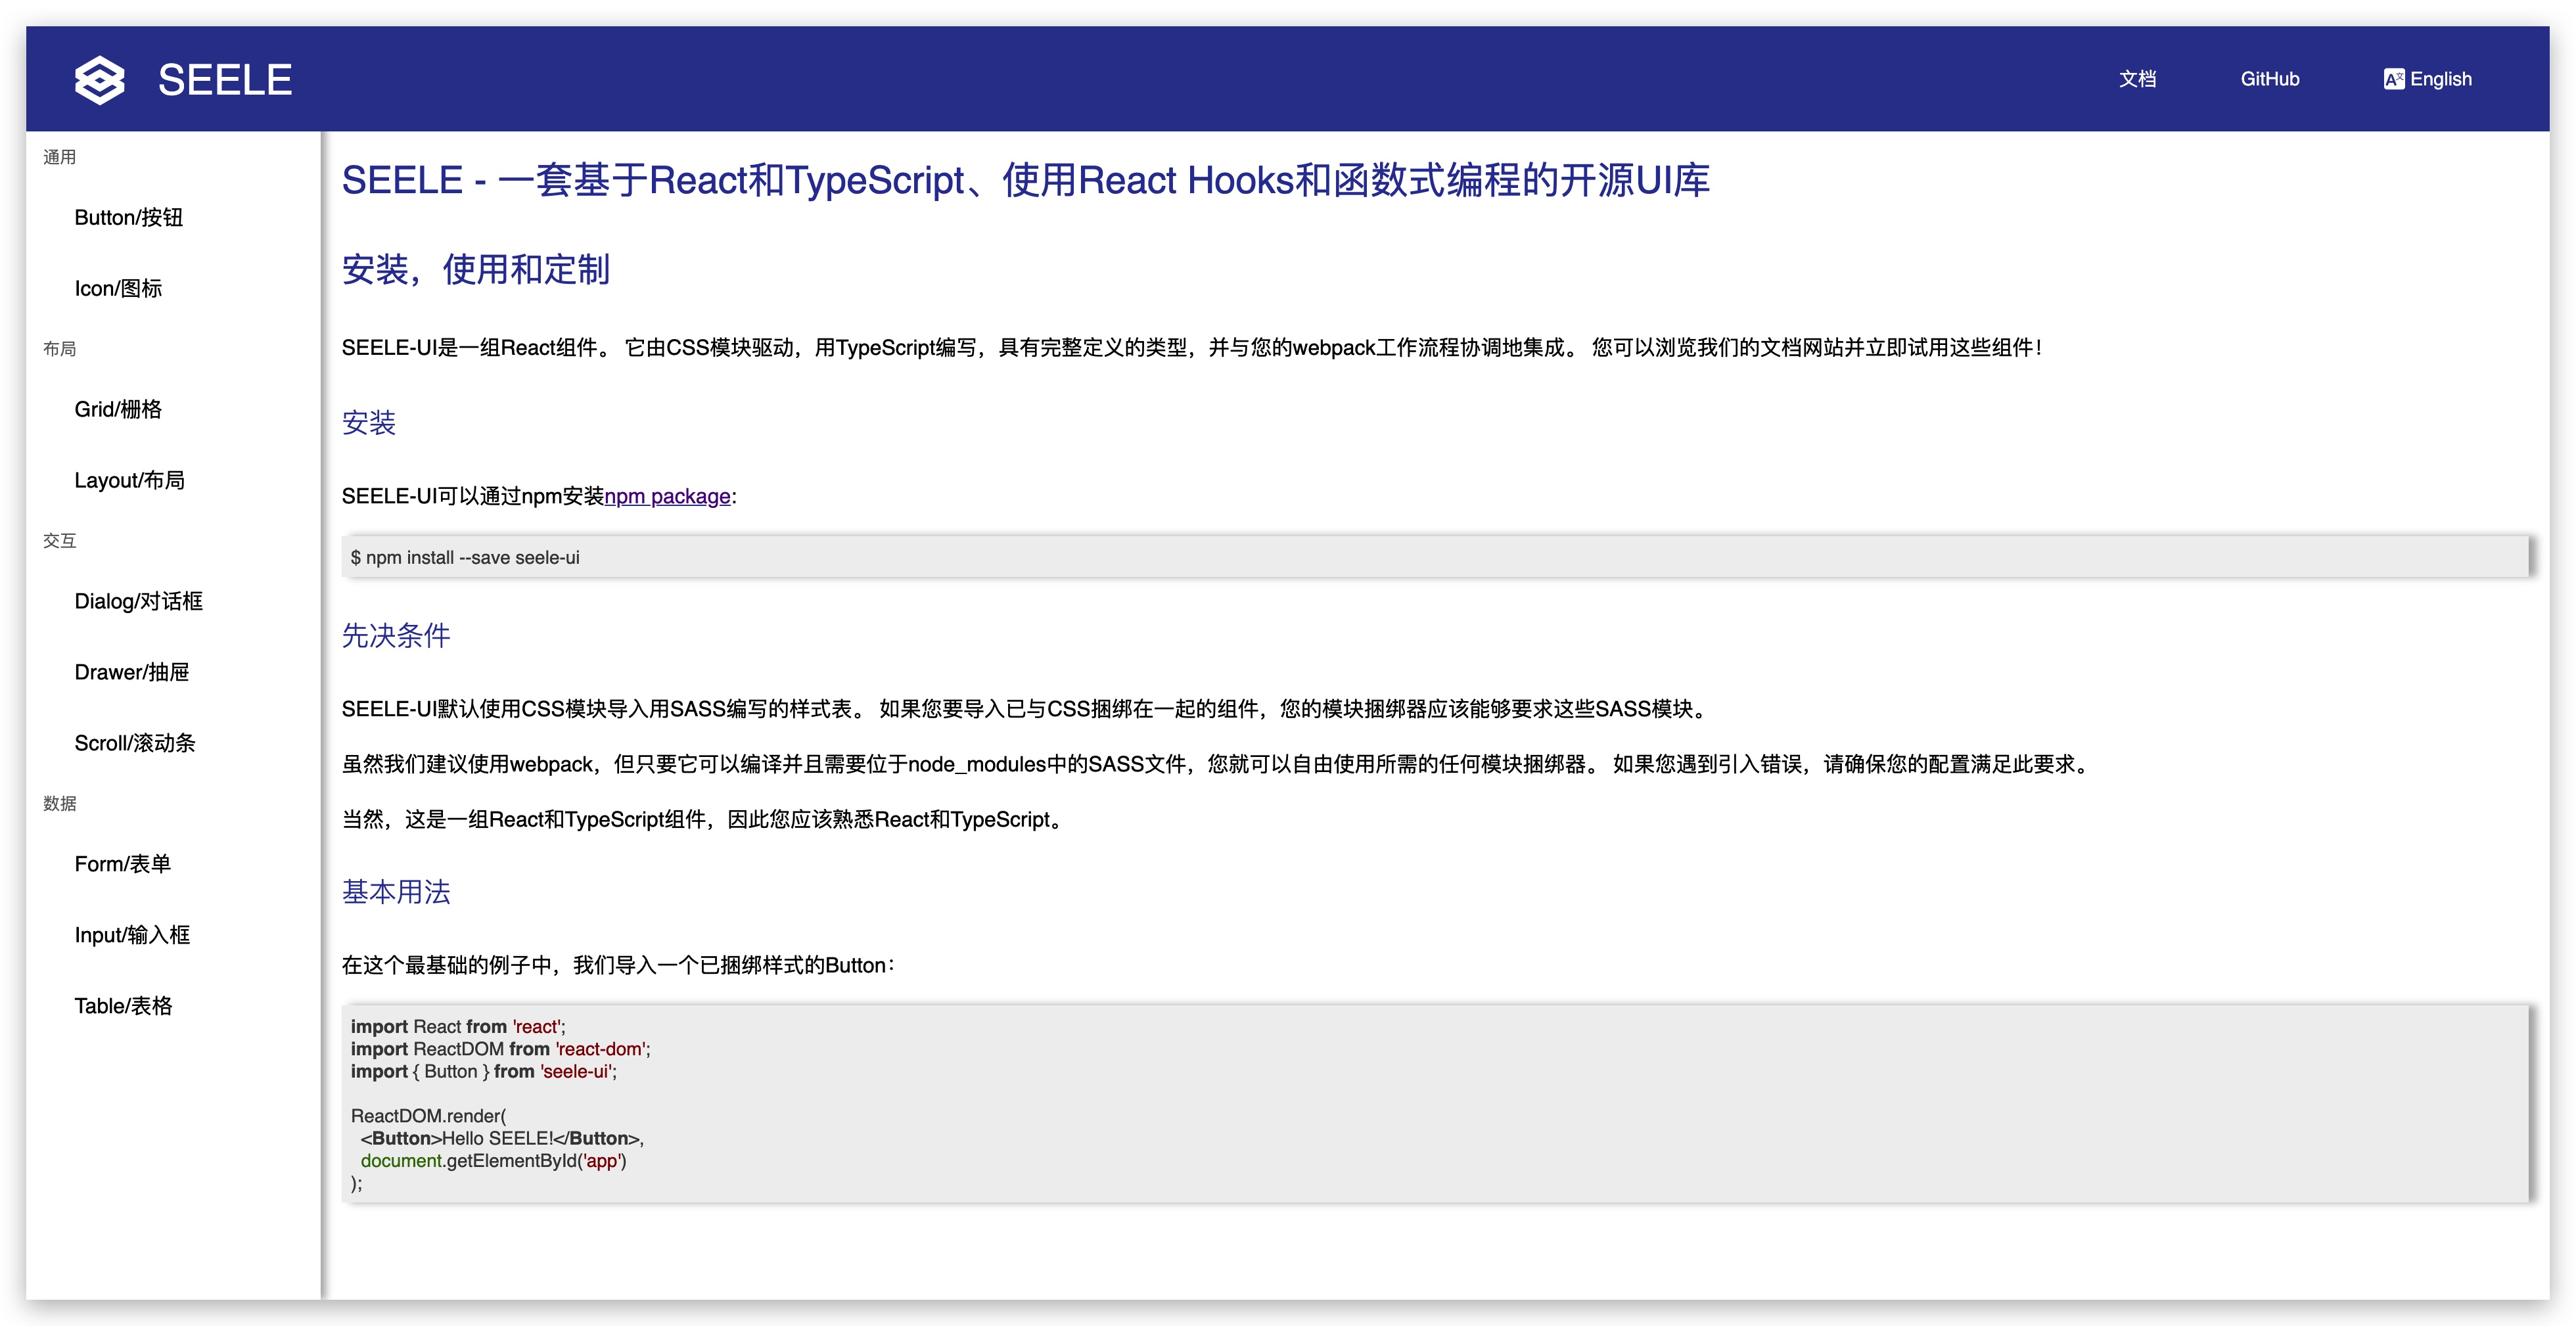 SEELE
文档
GitHub
English
通用
Button/按钮
Icon/图标
布局
Grid/栅格
Layout/布局
交互
Dialog/对话框
Drawer/抽屉
Scroll/滚动条
数据
Form/表单
Input/输入框
Table/表格
SEELE - 一套基于React和TypeScript、使用React Hooks和函数式编程的开源UI库
安装，使用和定制
SEELE-UI是一组React组件。 它由CSS模块驱动，用TypeScript编写，具有完整定义的类型，并与您的webpack工作流程协调地集成。 您可以浏览我们的文档网站并立即试用这些组件！
安装
SEELE-UI可以通过npm安装npm package:
$ npm install --save seele-ui
先决条件
SEELE-UI默认使用CSS模块导入用SASS编写的样式表。 如果您要导入已与CSS捆绑在一起的组件，您的模块捆绑器应该能够要求这些SASS模块。
虽然我们建议使用webpack，但只要它可以编译并且需要位于node_modules中的SASS文件，您就可以自由使用所需的任何模块捆绑器。 如果您遇到引入错误，请确保您的配置满足此要求。
当然，这是一组React和TypeScript组件，因此您应该熟悉React和TypeScript。
基本用法
在这个最基础的例子中，我们导入一个已捆绑样式的Button：
import React from 'react';
import ReactDOM from 'react-dom';
import { Button } from 'seele-ui';
ReactDOM.render(
  <Button>Hello SEELE!</Button>,
  document.getElementById('app')
);